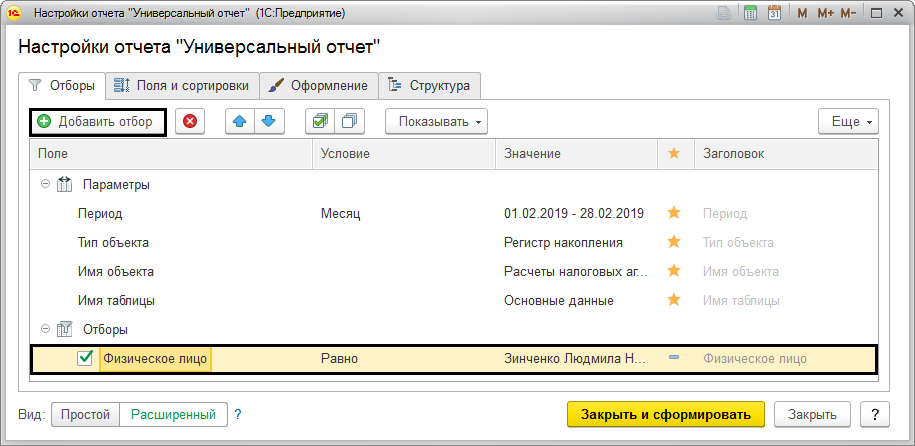 Настройки отчета "Универсальный отчет" (1С:Предприятие)
M M+ M-
31
Настройки отчета "Универсальный отчет"
Отборы Поля и сортировки Оформление Структура
Добавить отбор Показывать Еще
Поле Условие Значение Заголовок
Параметры
Период Месяц 01.02.2019 - 28.02.2019 Период
Тип объекта Регистр накопления Тип объекта
Имя объекта Расчеты налоговых аг... Имя объекта
Имя таблицы Основные данные Имя таблицы
Отборы
Физическое лицо Равно Зинченко Людмила Н... Физическое лицо
Вид: Простой Расширенный ? Закрыть и сформировать Закрыть ?